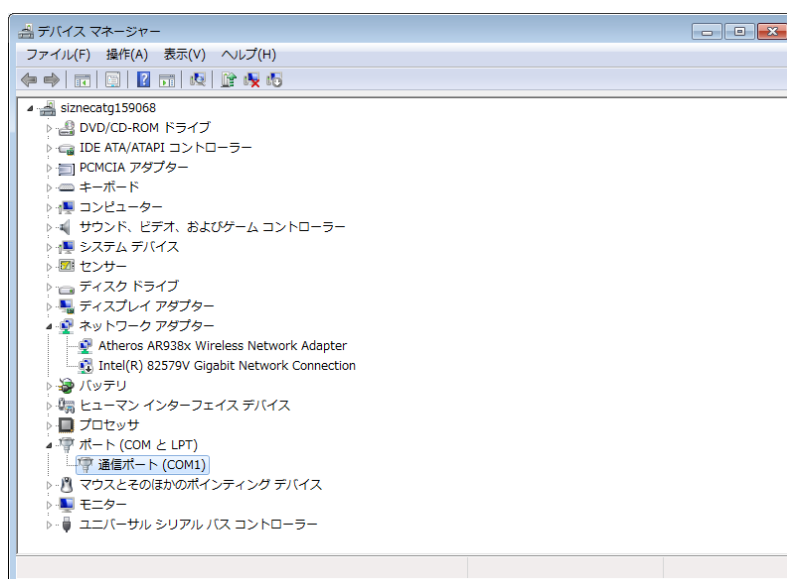 デバイス マネージャー
ファイル(F) 操作(A) 表示(V) ヘルプ(H)
siznecatg159068
DVD/CD-ROM ドライブ
IDE ATA/ATAPI コントローラー
PCMCIA アダプター
キーボード
コンピューター
サウンド、ビデオ、およびゲーム コントローラー
システム デバイス
センサー
ディスク ドライブ
ディスプレイ アダプター
ネットワーク アダプター
Atheros AR938x Wireless Network Adapter
Intel(R) 82579V Gigabit Network Connection
バッテリ
ヒューマン インターフェイス デバイス
プロセッサ
ポート (COM と LPT)
通信ポート (COM1)
マウスとそのほかのポインティング デバイス
モニター
ユニバーサル シリアル バス コントローラー